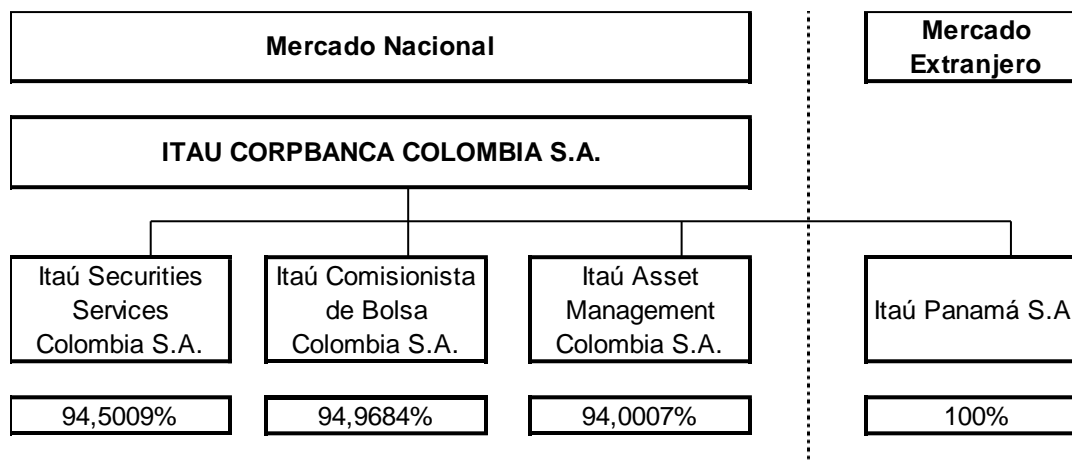 Mercado Nacional
Mercado
Extranjero
ITAU CORPBANCA COLOMBIA S.A.
Itaú Securities
Services
Colombia S.A.
Itaú Comisionista
de Bolsa
Colombia S.A.
Itaú Asset
Management
Colombia S.A.
Itaú Panamá S.A
94,5009%
94,9684%
94,0007%
100%